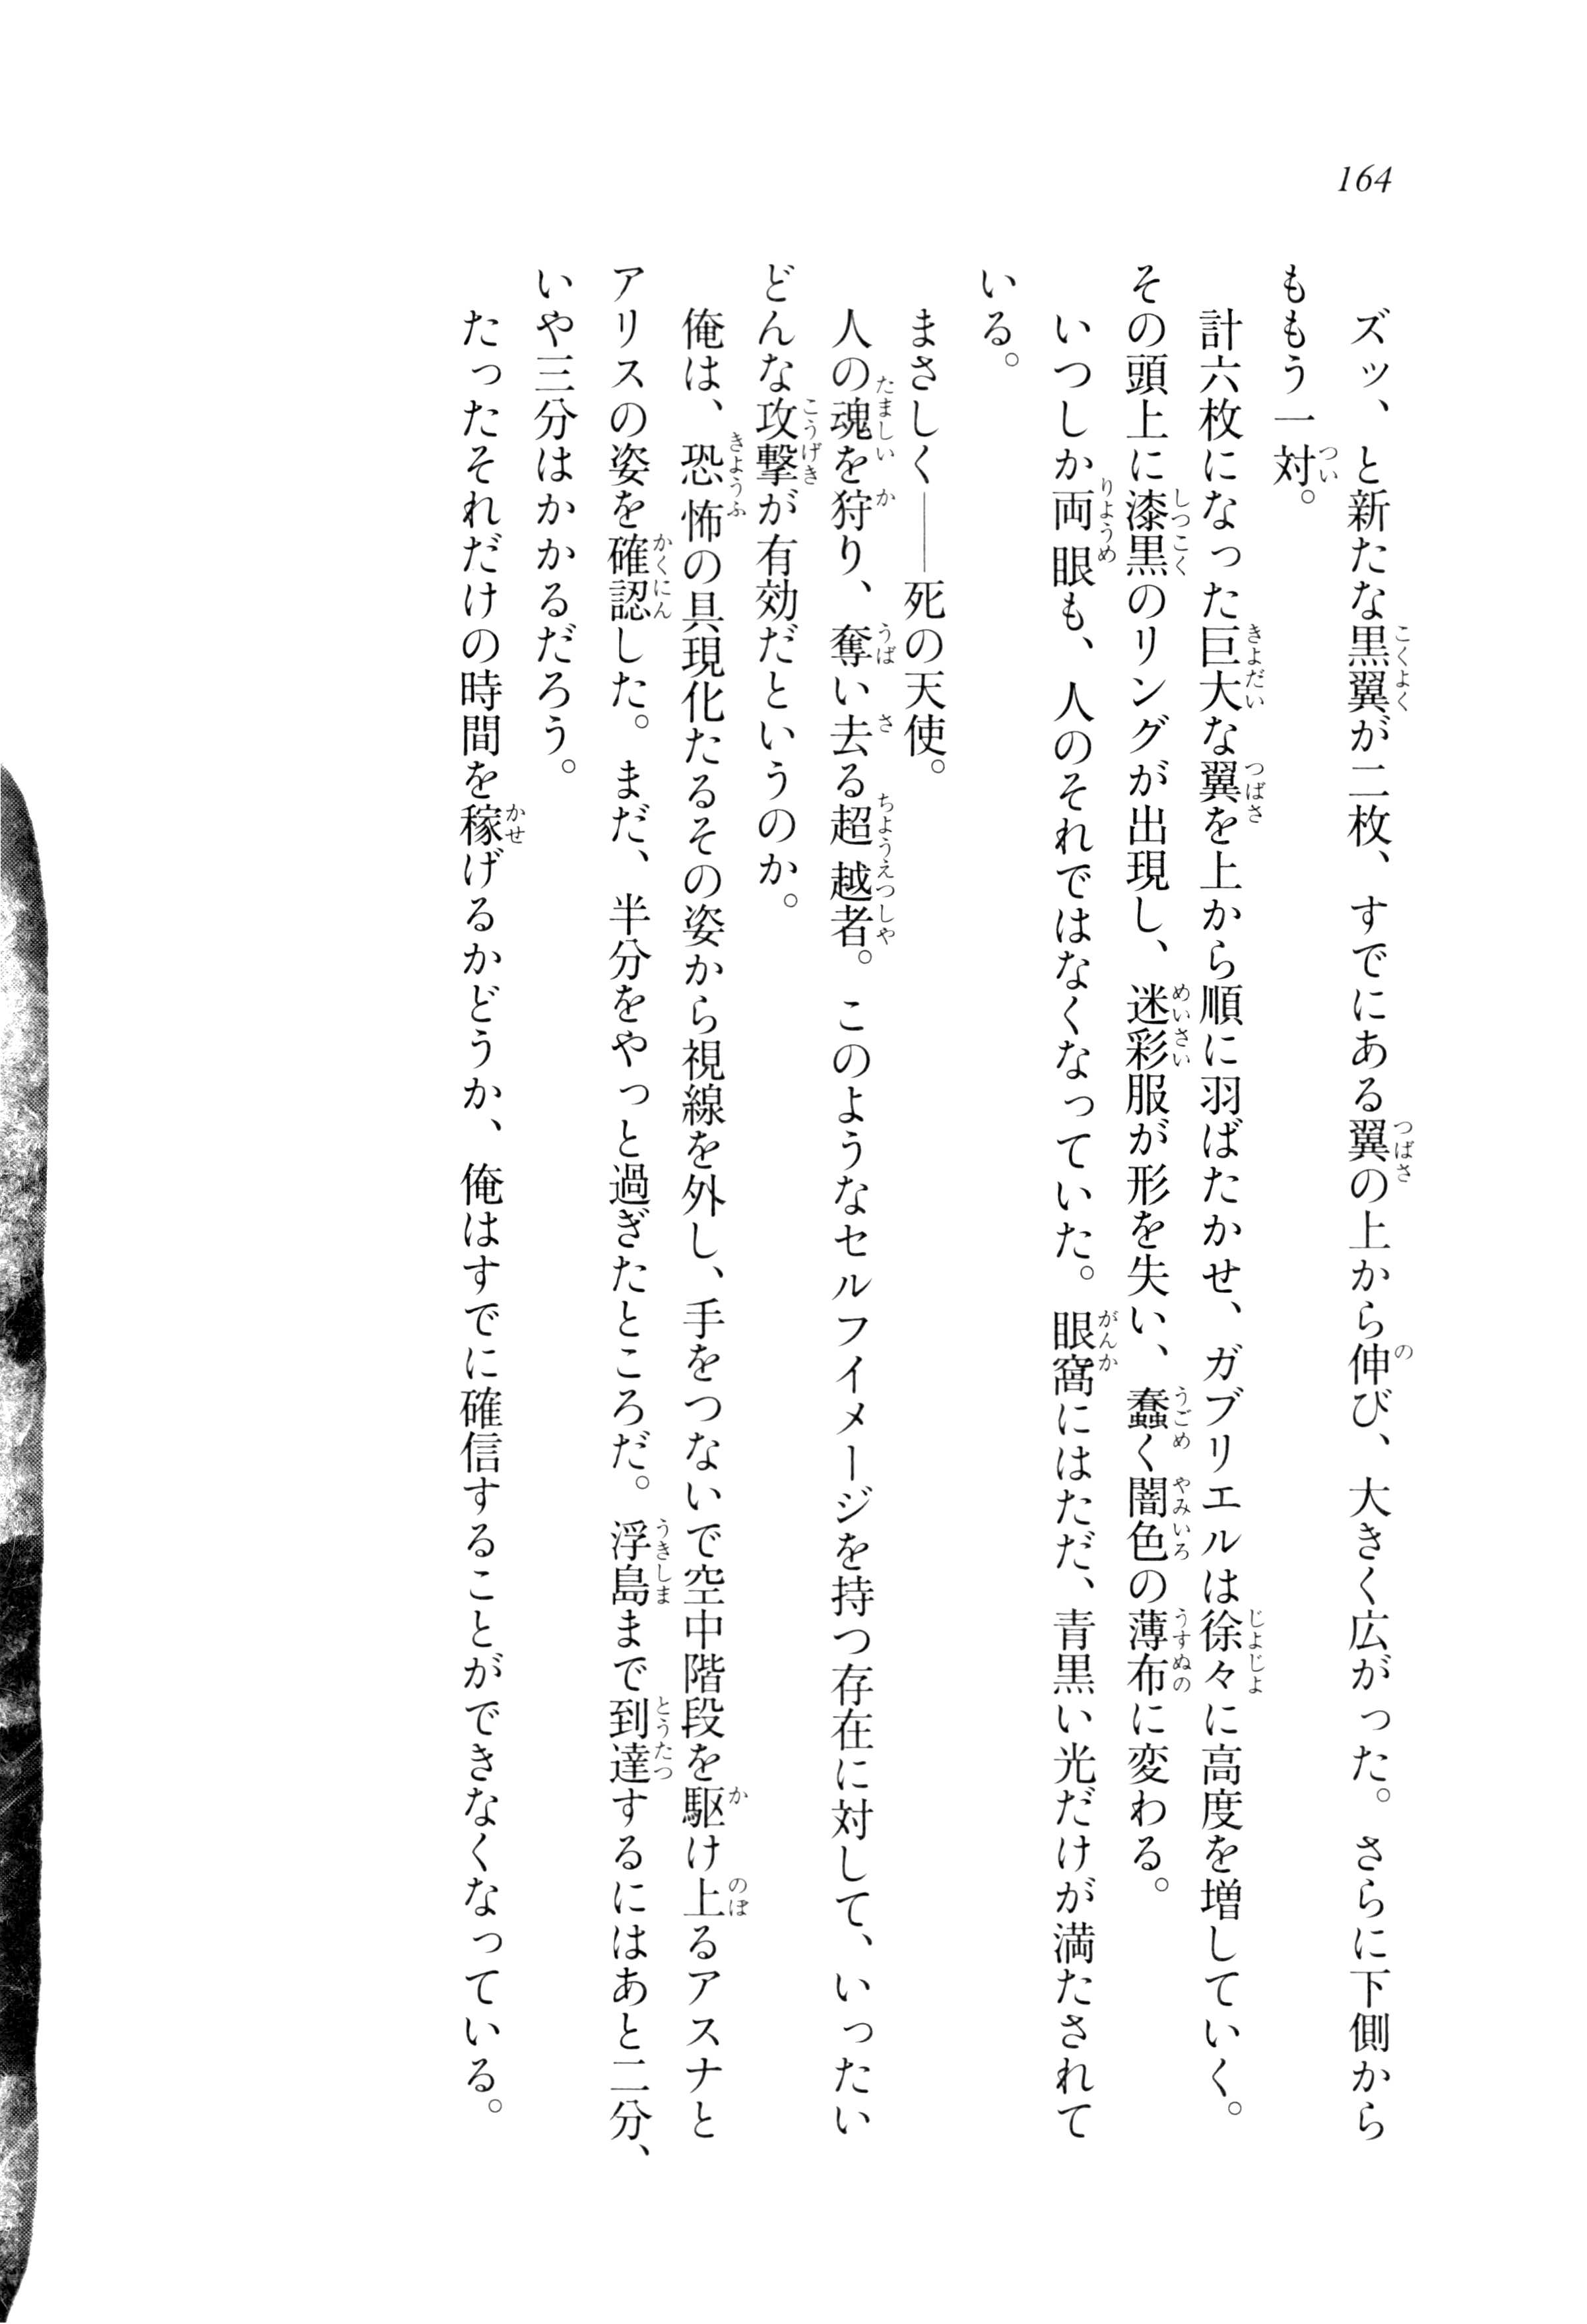 164
ズッ、と新たな黒翼が二枚、すでにある翼の上から伸び、大きく広がった。さらに下側から
ももう一対。
計六枚になった巨大な翼を上から順に羽ばたかせ、ガブリエルは徐々に高度を増していく。
その頭上に漆黒のリングが出現し、迷彩服が形を失い、蠢く闇色の薄布に変わる。
いつしか両眼も、人のそれではなくなっていた。眼窩にはただ、青黒い光だけが満たされて
いる。
まさしく――死の天使。
人の魂を狩り、奪い去る超越者。このようなセルフイメージを持つ存在に対して、いったい
どんな攻撃が有効だというのか。
俺は、恐怖の具現化たるその姿から視線を外し、手をつないで空中階段を駆け上るアスナと
アリスの姿を確認した。まだ、半分をやっと過ぎたところだ。浮島まで到達するにはあと二分、
いや三分はかかるだろう。
たったそれだけの時間を稼げるかどうか、俺はすでに確信することができなくなっている。